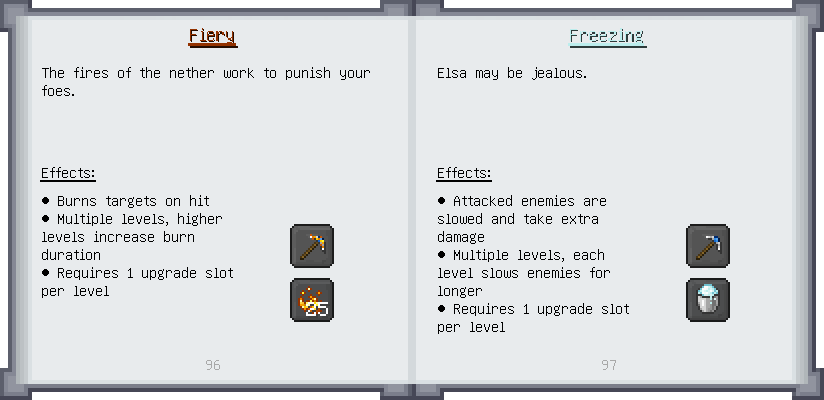 Fiery
The fires of the nether work to punish your
foes.
Effects:
● Burns targets on hit
● Multiple levels, higher
levels increase burn
duration
● Requires 1 upgrade slot
per level
25
96
Freezing
Elsa may be jealous.
Effects:
● Attacked enemies are
slowed and take extra
damage
● Multiple levels, each
level slows enemies for
longer
● Requires 1 upgrade slot
per level
97